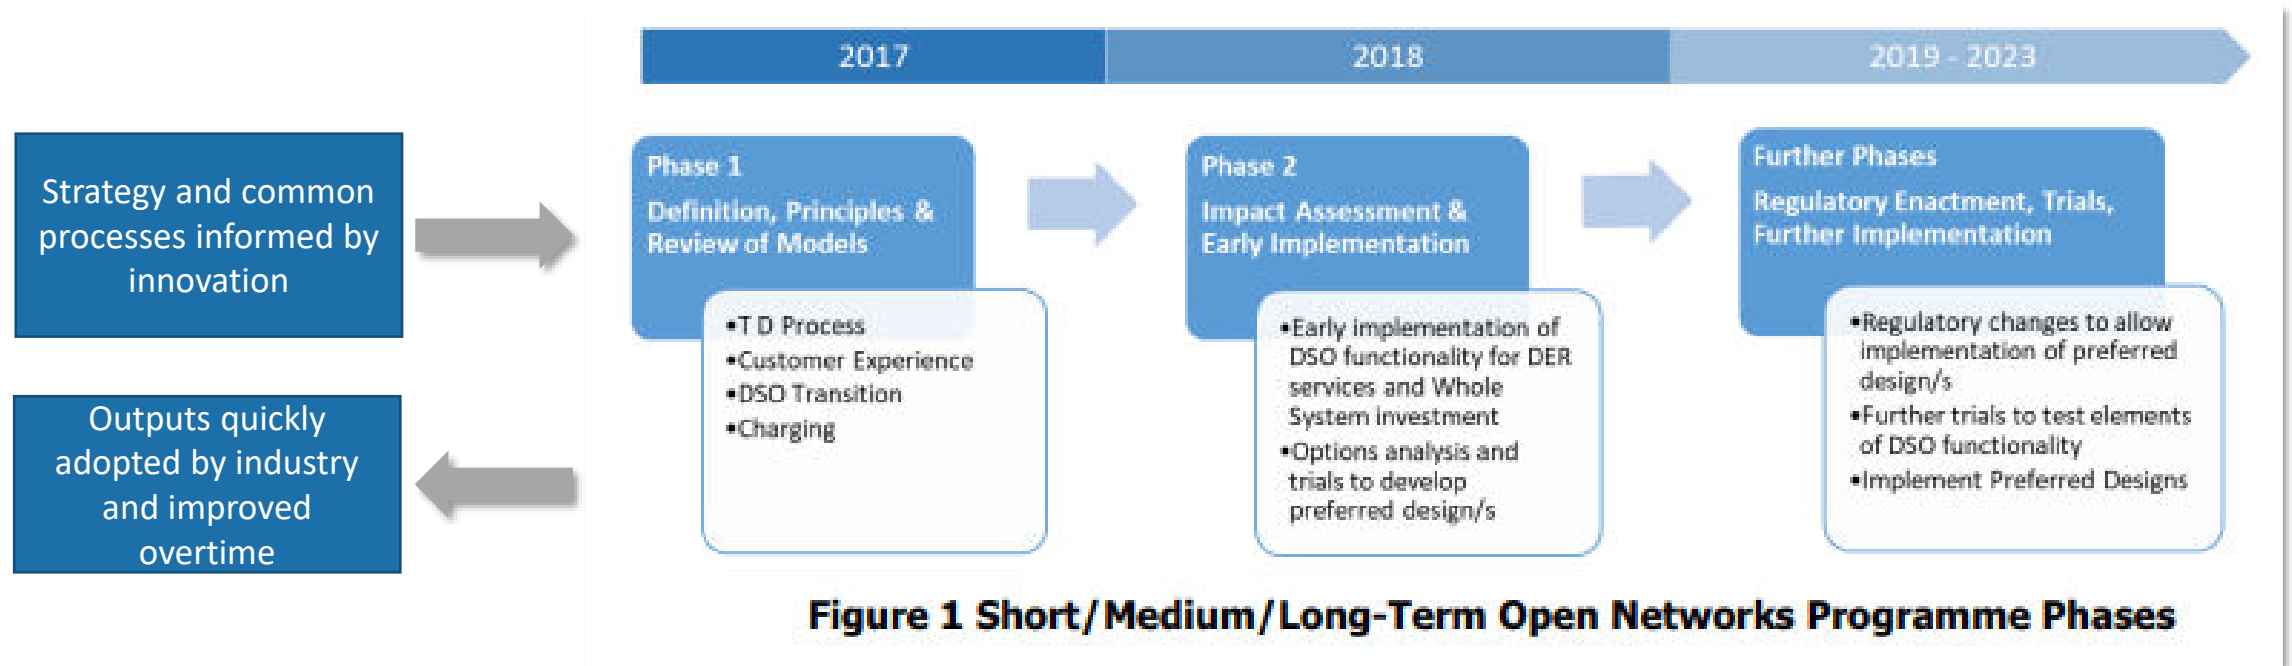 2017
2018
2019 - 2023
Strategy and common
processes informed by
innovation
Outputs quickly
adopted by industry
and improved
overtime
Phase 1
Definition, Principles &
Review of Models
•T D Process
•Customer Experience
•DSO Transition
•Charging
Phase 2
Impact Assessment &
Early Implementation
•Early implementation of
DSO functionality for DER
services and Whole
System investment
•Options analysis and
trials to develop
preferred design/s
Further Phases
Regulatory Enactment, Trials,
Further Implementation
•Regulatory changes to allow
implementation of preferred
design/s
•Further trials to test elements
of DSO functionality
•Implement Preferred Designs
Figure 1 Short/Medium/Long-Term Open Networks Programme Phases